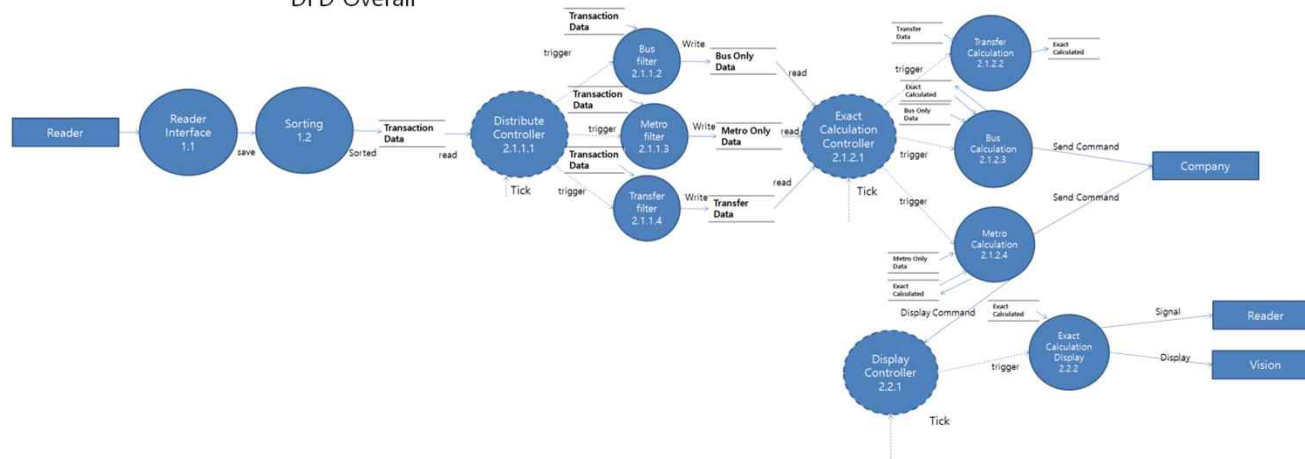 DFD Overall
Reader
Reader
Interface
1.1
save
Sorting
1.2
Sorted
Transaction
Data
read
Distribute
Controller
2.1.1.1
Tick
trigger
Transaction
Data
Bus
filter
2.1.1.2
Write
Bus Only
Data
read
trigger
Transaction
Data
Metro
filter
2.1.1.3
Write
Metro Only
Data
read
trigger
Transaction
Data
Transfer
filter
2.1.1.4
Write
Transfer
Data
read
Exact
Calculation
Controller
2.1.2.1
Tick
trigger
Transfer
Data
Transfer
Calculation
2.1.2.2
Exact
Calculated
trigger
Exact
Calculated
Bus Only
Data
Bus
Calculation
2.1.2.3
Send Command
Company
trigger
Metro
Calculation
2.1.2.4
Send Command
Metro Only
Data
Exact
Calculated
Display Command
Display
Controller
2.2.1
Tick
trigger
Exact
Calculated
Exact
Calculation
Display
2.2.2
Signal
Reader
Display
Vision